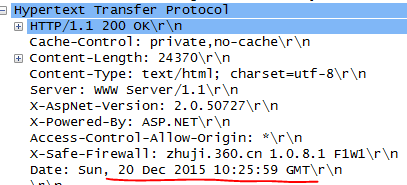 Hypertext Transfer Protocol
HTTP/1.1 200 OK\r\n
Cache-Control: private,no-cache\r\n
Content-Length: 24370\r\n
Content-Type: text/html; charset=utf-8\r\n
Server: WWW Server/1.1\r\n
X-AspNet-Version: 2.0.50727\r\n
X-Powered-By: ASP.NET\r\n
Access-Control-Allow-Origin: *\r\n
X-Safe-Firewall: zhuji.360.cn 1.0.8.1 F1W1\r\n
Date: Sun, 20 Dec 2015 10:25:59 GMT\r\n
\r\n